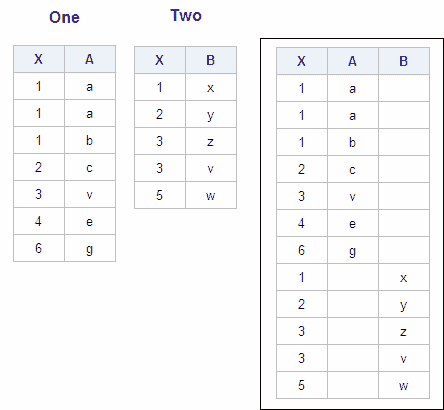 One
X A
1 a
1 a
1 b
2 c
3 v
4 e
6 g
Two
X B
1 x
2 y
3 z
3 v
5 w
X A B
1 a
1 a
1 b
2 c
3 v
4 e
6 g
1 x
2 y
3 z
3 v
5 w